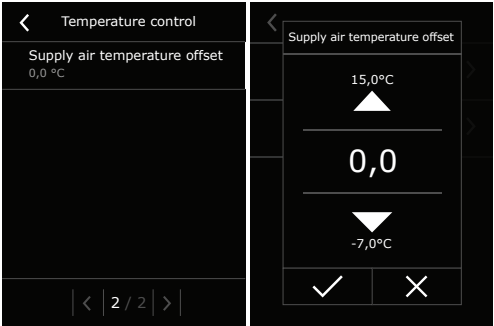 Temperature control
Supply air temperature offset
0,0 °C
2 / 2
Supply air temperature offset
15,0°C
0,0
-7,0°C